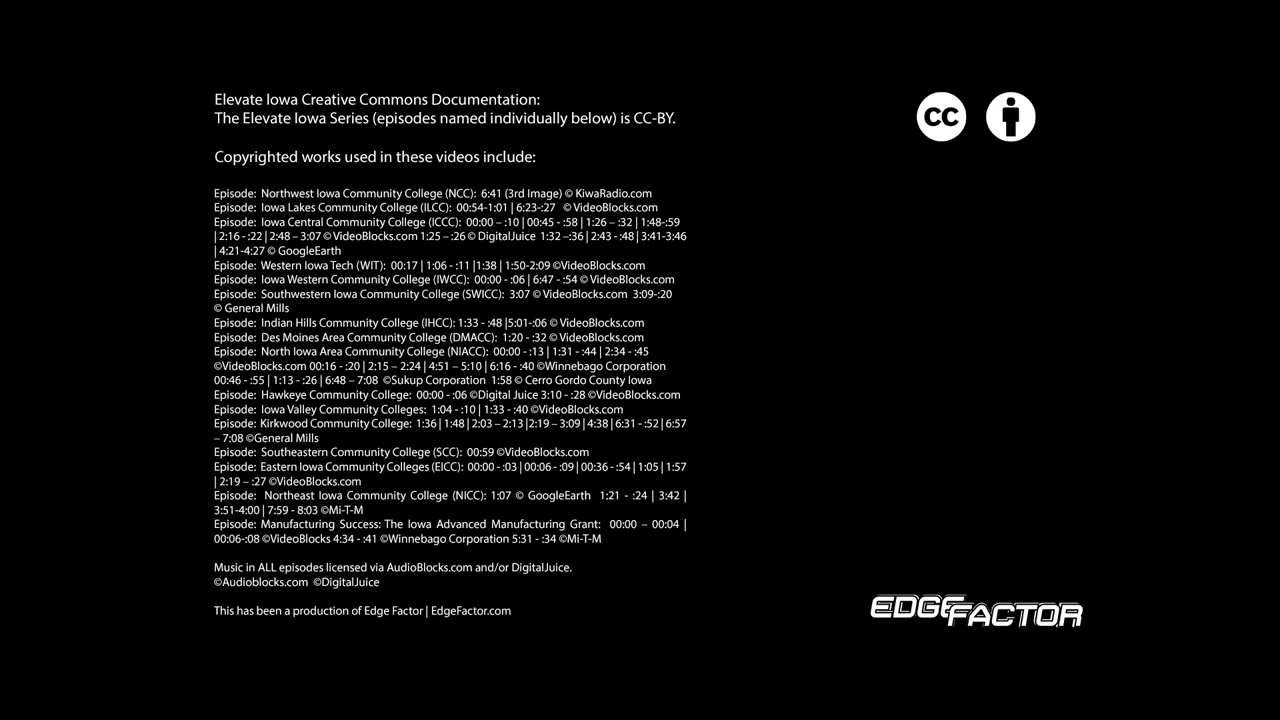 Elevate Iowa Creative Commons Documentation:
The Elevate Iowa Series (episodes named individually below) is CC-BY.
CC
Copyrighted works used in these videos include:
Episode: Northwest Iowa Community College (NCC): 6:41 (3rd Image) © KiwaRadio.com
Episode: Iowa Lakes Community College (ILCC): 00:54-1:01 | 6:23-:27 © VideoBlocks.com
Episode: Iowa Central Community College (ICCC): 00:00 – :10 | 00:45 - :58 | 1:26 – :32 | 1:48-:59
| 2:16 - :22 | 2:48 – 3:07 © VideoBlocks.com 1:25 – :26 © DigitalJuice 1:32 –:36 | 2:43 - :48 | 3:41-3:46
| 4:21-4:27 © GoogleEarth
Episode: Western Iowa Tech (WIT): 00:17 | 1:06 - :11 |1:38 | 1:50-2:09 ©VideoBlocks.com
Episode: Iowa Western Community College (IWCC): 00:00 - :06 | 6:47 - :54 © VideoBlocks.com
Episode: Southwestern Iowa Community College (SWICC): 3:07 © VideoBlocks.com 3:09-:20
© General Mills
Episode: Indian Hills Community College (IHCC): 1:33 - :48 |5:01-:06 © VideoBlocks.com
Episode: Des Moines Area Community College (DMACC): 1:20 - :32 © VideoBlocks.com
Episode: North Iowa Area Community College (NIACC): 00:00 - :13 | 1:31 - :44 | 2:34 - :45
©VideoBlocks.com 00:16 - :20 | 2:15 – 2:24 | 4:51 – 5:10 | 6:16 - :40 ©Winnebago Corporation
00:46 - :55 | 1:13 - :26 | 6:48 – 7:08 ©Sukup Corporation 1:58 © Cerro Gordo County Iowa
Episode: Hawkeye Community College: 00:00 - :06 ©Digital Juice 3:10 - :28 ©VideoBlocks.com
Episode: Iowa Valley Community Colleges: 1:04 - :10 | 1:33 - :40 ©VideoBlocks.com
Episode: Kirkwood Community College: 1:36 | 1:48 | 2:03 – 2:13 |2:19 – 3:09 | 4:38 | 6:31 - :52 | 6:57
– 7:08 ©General Mills
Episode: Southeastern Community College (SCC): 00:59 ©VideoBlocks.com
Episode: Eastern Iowa Community Colleges (EICC): 00:00 - :03 | 00:06 - :09 | 00:36 - :54 | 1:05 | 1:57
| 2:19 – :27 ©VideoBlocks.com
Episode: Northeast Iowa Community College (NICC): 1:07 © GoogleEarth 1:21 - :24 | 3:42 |
3:51-4:00 | 7:59 - 8:03 ©Mi-T-M
Episode: Manufacturing Success: The Iowa Advanced Manufacturing Grant: 00:00 – 00:04 |
00:06-:08 ©VideoBlocks 4:34 - :41 ©Winnebago Corporation 5:31 - :34 ©Mi-T-M
Music in ALL episodes licensed via AudioBlocks.com and/or DigitalJuice.
©Audioblocks.com ©DigitalJuice
This has been a production of Edge Factor | EdgeFactor.com
EDGE FACTOR